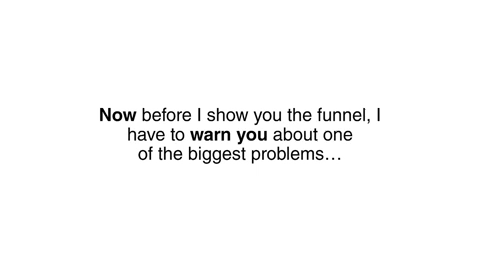 Now before I show you the funnel, I
have to warn you about one
of the biggest problems…